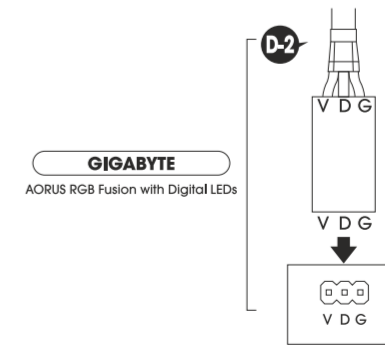 D-2
V D G
GIGABYTE
AORUS RGB Fusion with Digital LEDs
V D G
V D G